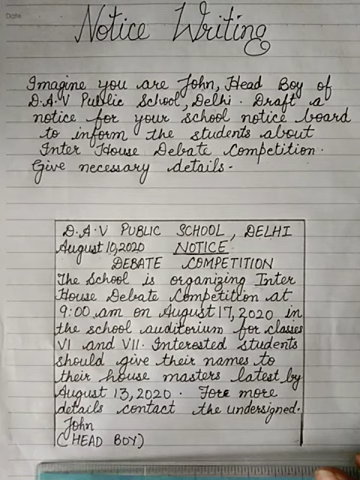 Notice Writing
Imagine you are John, Head Boy of
D.A.V Public School, Delhi. Draft a
notice for your school notice board
to inform the students about
Inter House Debate Competition.
Give necessary details.
D.A.V PUBLIC SCHOOL, DELHI
August 10, 2020 NOTICE
DEBATE COMPETITION
The School is organizing Inter
House Debate Competition at
9:00 am on August 17, 2020 in
the school auditorium for classes
VI and VII. Interested students
should give their names to
their house masters latest by
August 13, 2020. Fore more
details contact the undersigned.
John
(HEAD BOY)